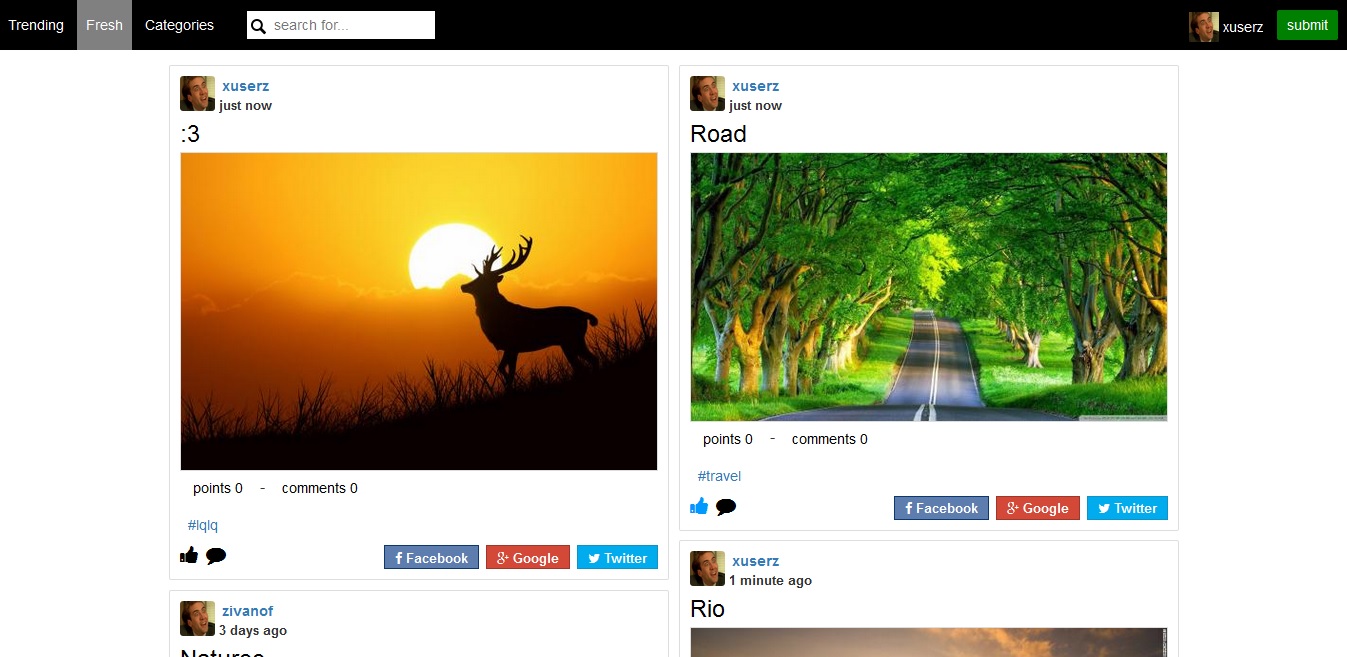 Trending
Fresh
Categories
search for...
xuserz
submit
xuserz
just now
:3
points 0 - comments 0
#lqlq
Facebook
Google
Twitter
zivanof
3 days ago
xuserz
just now
Road
points 0 - comments 0
#travel
Facebook
Google
Twitter
xuserz
1 minute ago
Rio